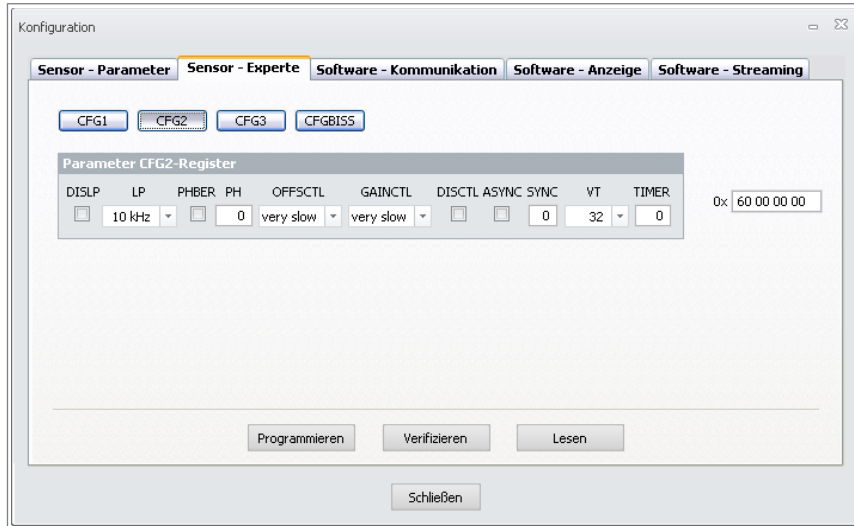 Konfiguration
Sensor - Parameter Sensor - Experte Software - Kommunikation Software - Anzeige Software - Streaming
CFG1 CFG2 CFG3 CFGBISS
Parameter CFG2-Register
DISLP LP PHBER PH OFFSCTL GAINCTL DISCTL ASYNC SYNC VT TIMER
10 kHz 0 very slow very slow 0 32 0 0x 60 00 00 00
Programmieren Verifizieren Lesen
Schließen